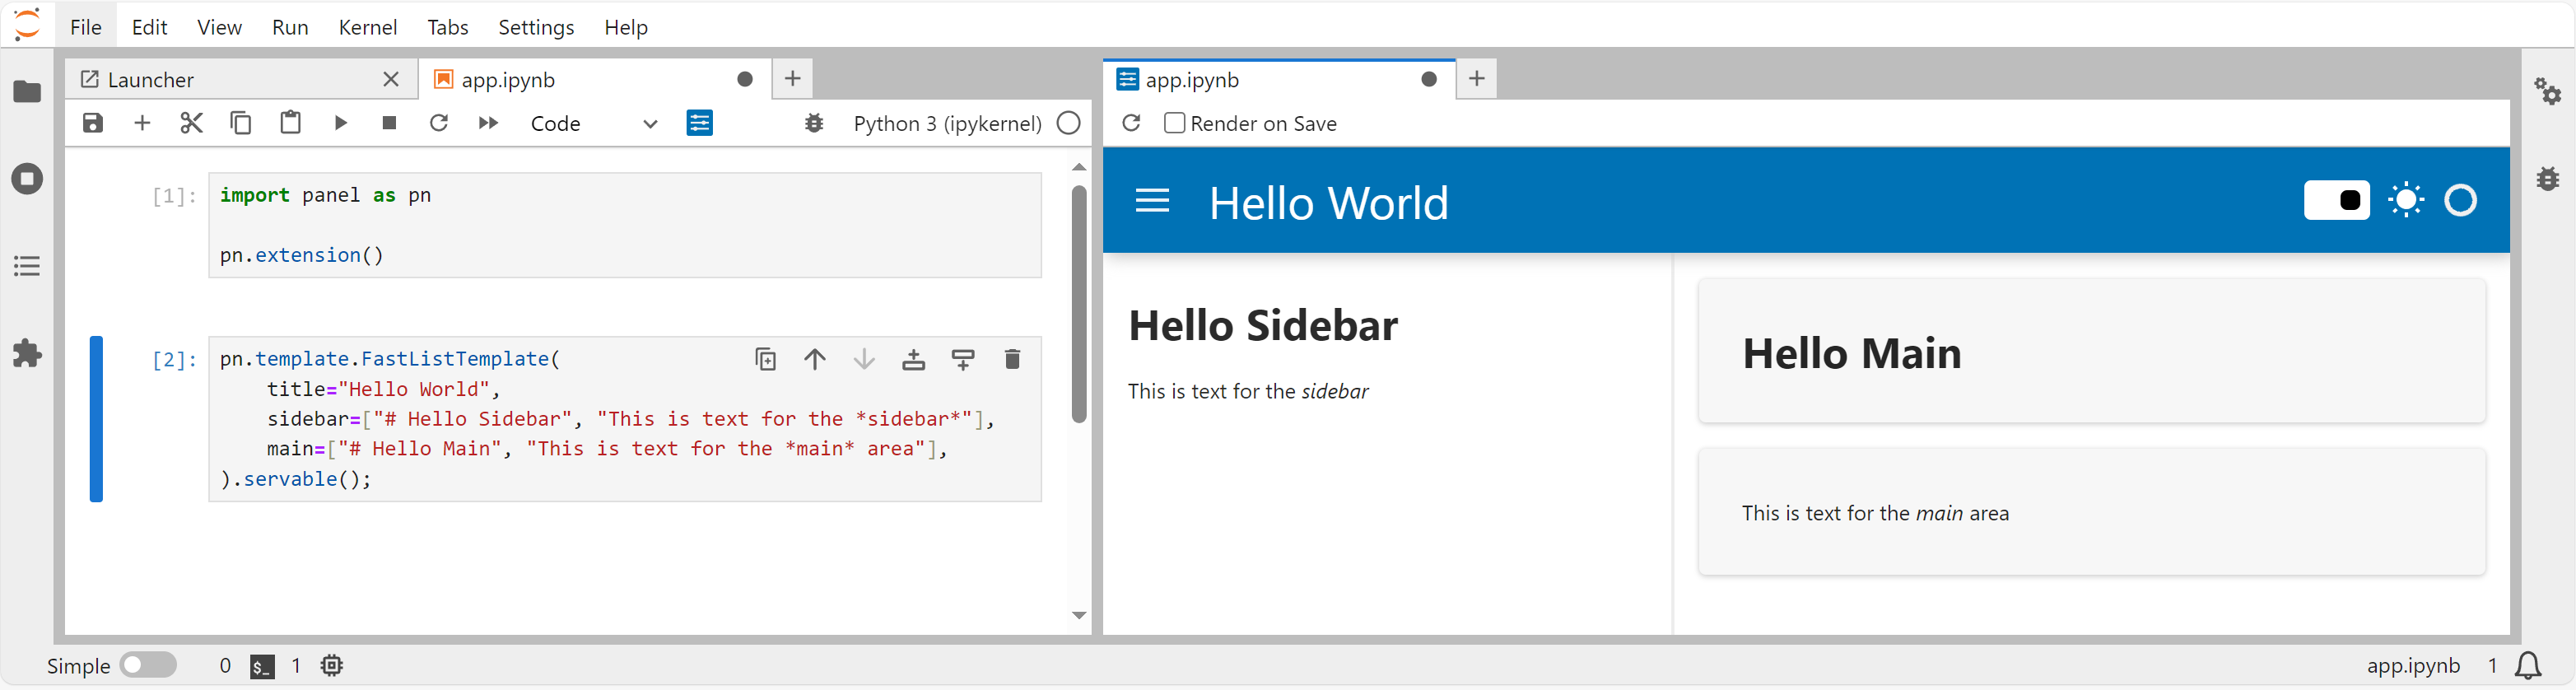 File Edit View Run Kernel Tabs Settings Help
Launcher
app.ipynb
Code
Python 3 (ipykernel)
[1]:
import panel as pn
pn.extension()
[2]:
pn.template.FastListTemplate(
    title="Hello World",
    sidebar=["# Hello Sidebar", "This is text for the *sidebar*"],
    main=["# Hello Main", "This is text for the *main* area"],
).servable();
app.ipynb
Render on Save
Hello World
Hello Sidebar
This is text for the sidebar
Hello Main
This is text for the main area
Simple 0 $_ 1
app.ipynb 1